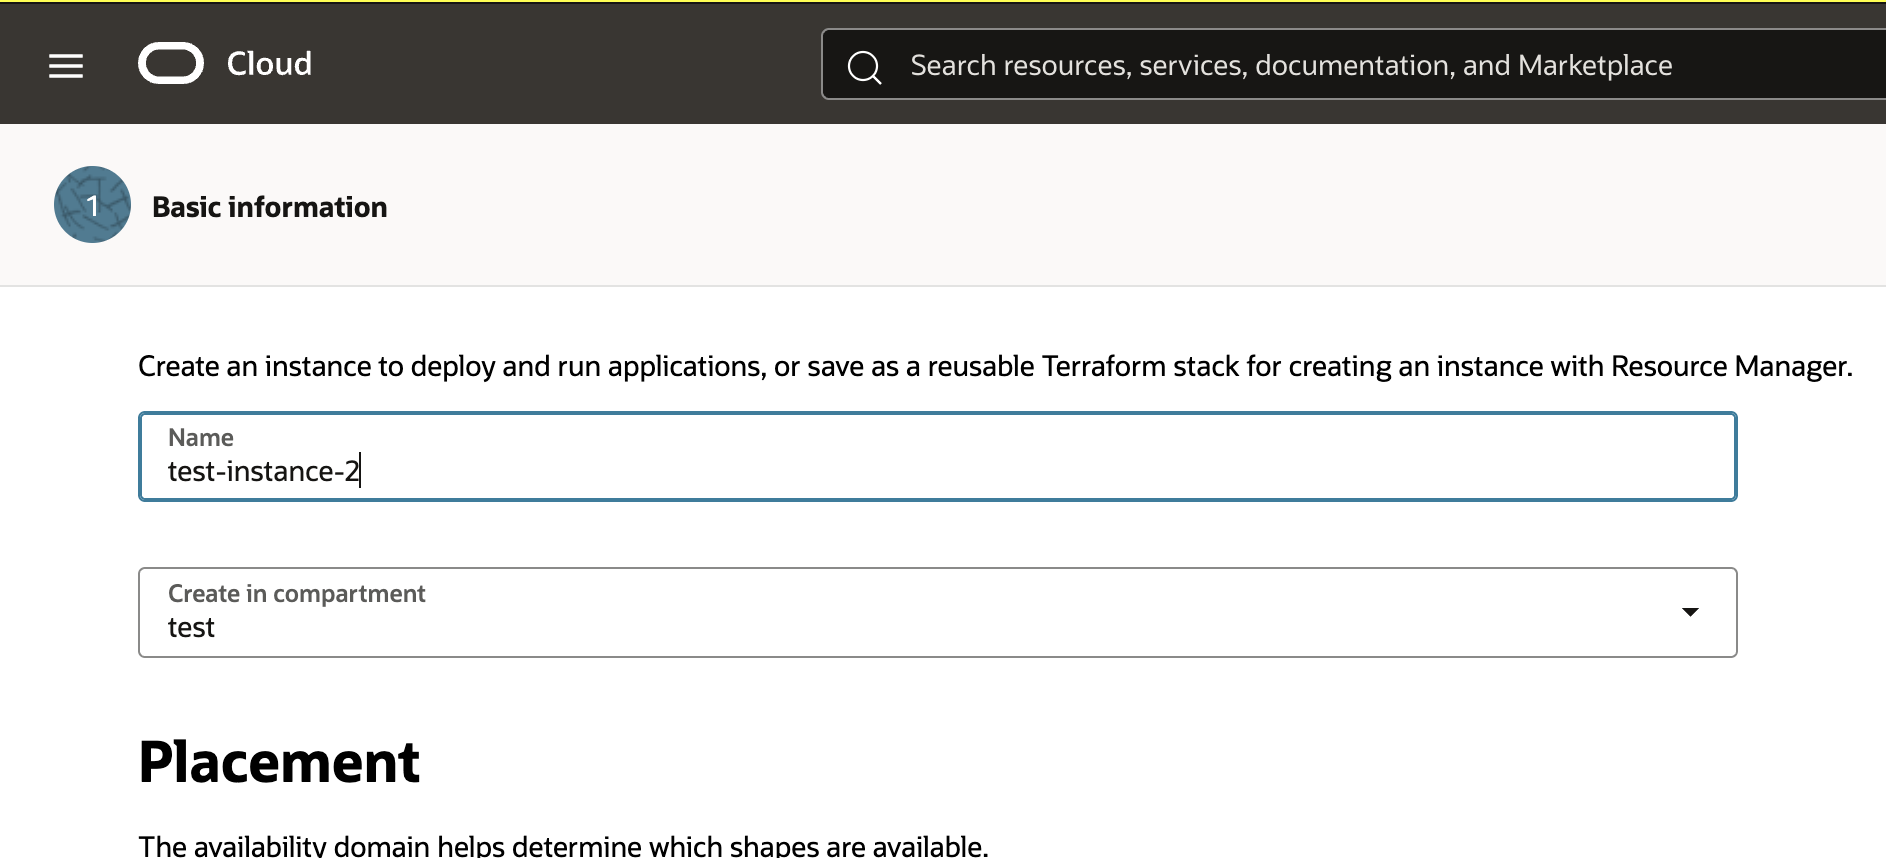 Cloud
Search resources, services, documentation, and Marketplace
1
Basic information
Create an instance to deploy and run applications, or save as a reusable Terraform stack for creating an instance with Resource Manager.
Name
test-instance-2
Create in compartment
test
Placement
The availability domain helps determine which shapes are available.